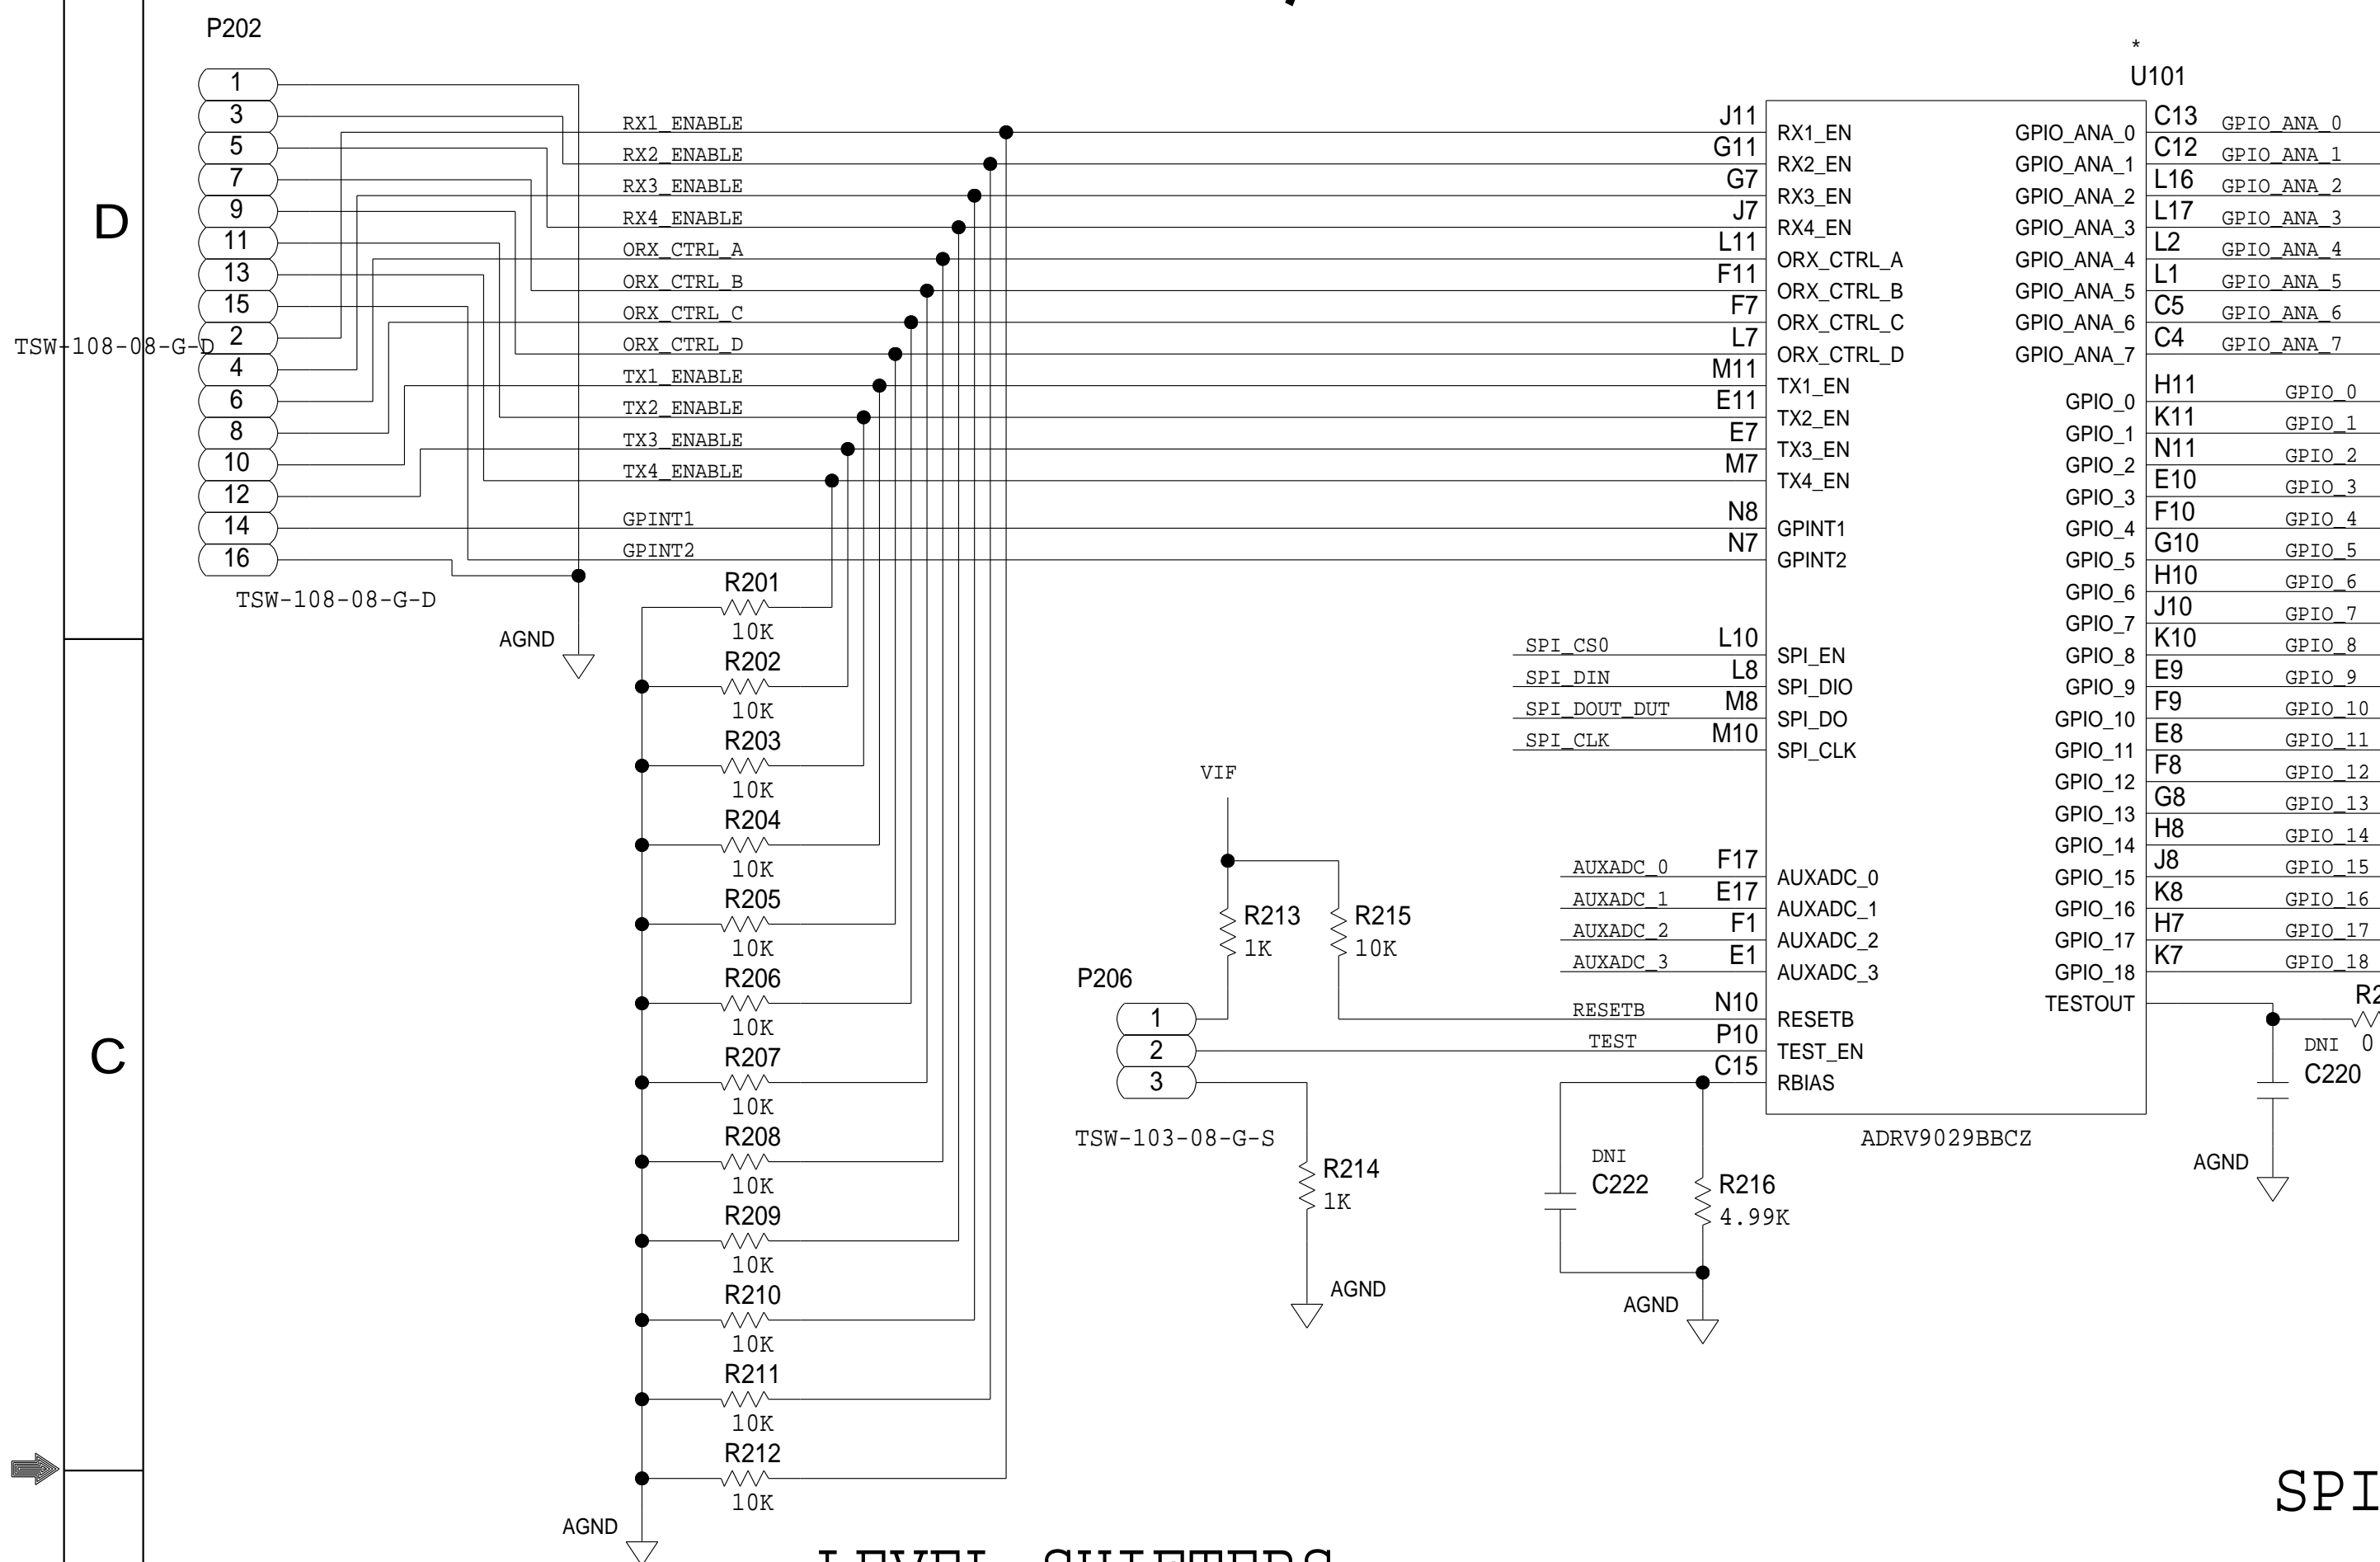 P202
1
3
5
7
9
11
13
15
2
4
6
8
10
12
14
16
TSW-108-08-G-D
TSW-108-08-G-D
D
C
RX1_ENABLE
RX2_ENABLE
RX3_ENABLE
RX4_ENABLE
ORX_CTRL_A
ORX_CTRL_B
ORX_CTRL_C
ORX_CTRL_D
TX1_ENABLE
TX2_ENABLE
TX3_ENABLE
TX4_ENABLE
GPINT1
GPINT2
AGND
R201
10K
R202
10K
R203
10K
R204
10K
R205
10K
R206
10K
R207
10K
R208
10K
R209
10K
R210
10K
R211
10K
R212
10K
AGND
VIF
R213
1K
R215
10K
P206
1
2
3
TSW-103-08-G-S
R214
1K
AGND
SPI_CS0
SPI_DIN
SPI_DOUT_DUT
SPI_CLK
AUXADC_0
AUXADC_1
AUXADC_2
AUXADC_3
RESETB
TEST
DNI
C222
R216
4.99K
AGND
*
U101
J11 RX1_EN
G11 RX2_EN
G7 RX3_EN
J7 RX4_EN
L11 ORX_CTRL_A
F11 ORX_CTRL_B
F7 ORX_CTRL_C
L7 ORX_CTRL_D
M11 TX1_EN
E11 TX2_EN
E7 TX3_EN
M7 TX4_EN
N8 GPINT1
N7 GPINT2
L10 SPI_EN
L8 SPI_DIO
M8 SPI_DO
M10 SPI_CLK
F17 AUXADC_0
E17 AUXADC_1
F1 AUXADC_2
E1 AUXADC_3
N10 RESETB
P10 TEST_EN
C15 RBIAS
GPIO_ANA_0 C13 GPIO_ANA_0
GPIO_ANA_1 C12 GPIO_ANA_1
GPIO_ANA_2 L16 GPIO_ANA_2
GPIO_ANA_3 L17 GPIO_ANA_3
GPIO_ANA_4 L2 GPIO_ANA_4
GPIO_ANA_5 L1 GPIO_ANA_5
GPIO_ANA_6 C5 GPIO_ANA_6
GPIO_ANA_7 C4 GPIO_ANA_7
GPIO_0 H11 GPIO_0
GPIO_1 K11 GPIO_1
GPIO_2 N11 GPIO_2
GPIO_3 E10 GPIO_3
GPIO_4 F10 GPIO_4
GPIO_5 G10 GPIO_5
GPIO_6 H10 GPIO_6
GPIO_7 J10 GPIO_7
GPIO_8 K10 GPIO_8
GPIO_9 E9 GPIO_9
GPIO_10 F9 GPIO_10
GPIO_11 E8 GPIO_11
GPIO_12 F8 GPIO_12
GPIO_13 G8 GPIO_13
GPIO_14 H8 GPIO_14
GPIO_15 J8 GPIO_15
GPIO_16 K8 GPIO_16
GPIO_17 H7 GPIO_17
GPIO_18 K7 GPIO_18
TESTOUT
ADRV9029BBCZ
DNI 0
C220
AGND
SPI
LEVEL SHIFTERS